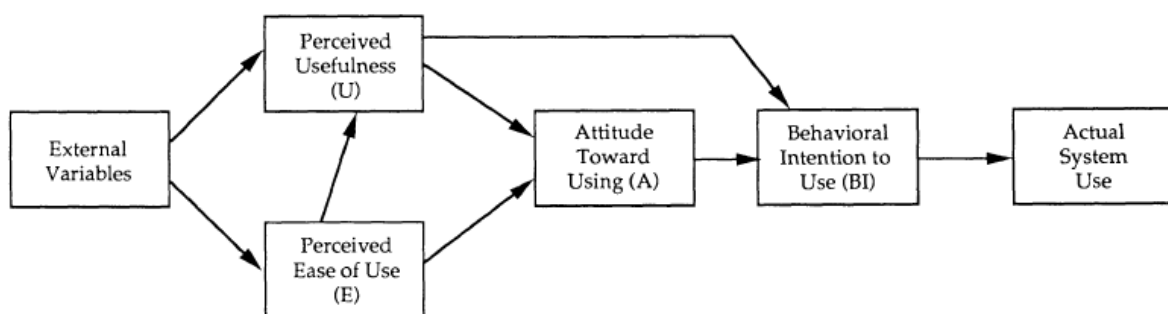 Perceived
Usefulness
(U)
External
Variables
Perceived
Ease of Use
(E)
Attitude
Toward
Using (A)
Behavioral
Intention to
Use (BI)
Actual
System
Use